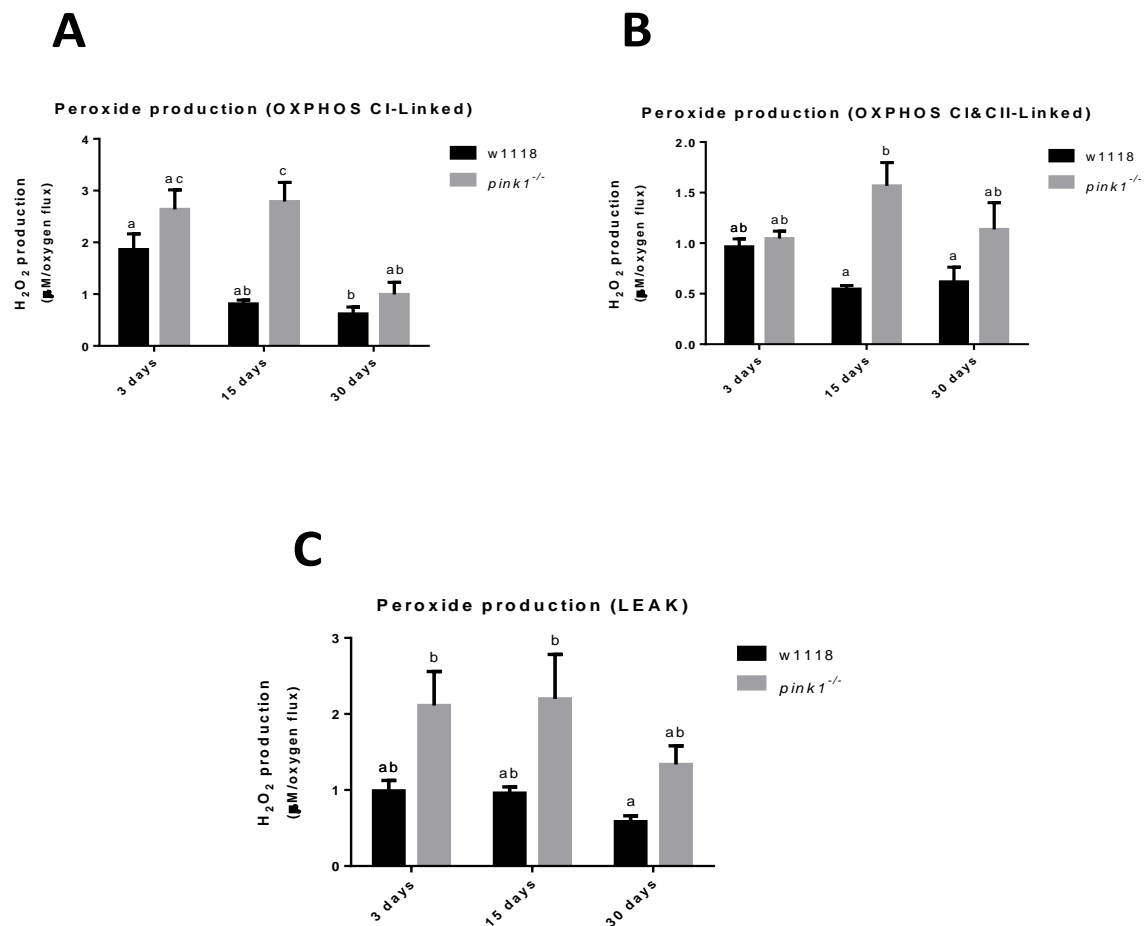 A
Peroxide production (OXPHOS CI-Linked)
H₂O₂ production
(μM/oxygen flux)
4
3
2
1
0
a
ac
ab
c
b
ab
3 days
15 days
30 days
w1118
pink1⁻/⁻
B
Peroxide production (OXPHOS CI&CII-Linked)
H₂O₂ production
(μM/oxygen flux)
2.0
1.5
1.0
0.5
0.0
ab
ab
a
b
a
ab
3 days
15 days
30 days
w1118
pink1⁻/⁻
C
Peroxide production (LEAK)
H₂O₂ production
(μM/oxygen flux)
3
2
1
0
ab
b
ab
b
a
ab
3 days
15 days
30 days
w1118
pink1⁻/⁻